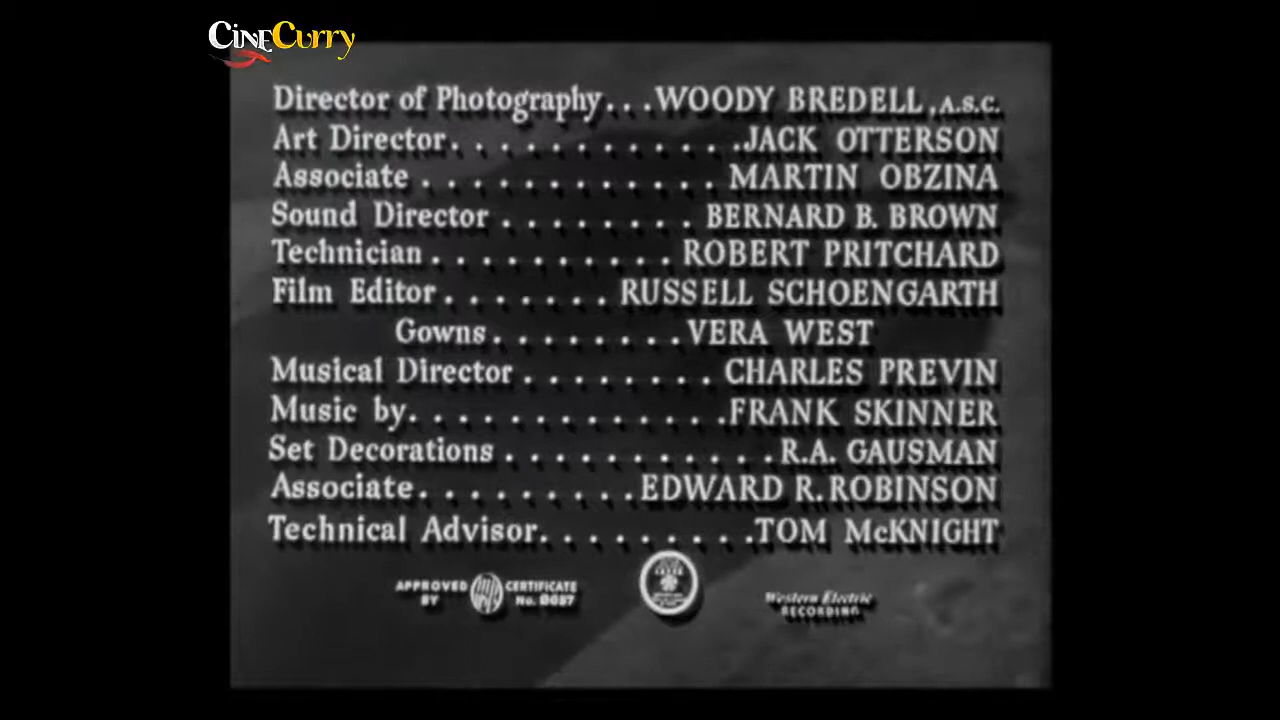 CineCurry
Director of Photography...WOODY BREDELL, A.S.C.
Art Director.............JACK OTTERSON
Associate.............MARTIN OBZINA
Sound Director........BERNARD B. BROWN
Technician..........ROBERT PRITCHARD
Film Editor.......RUSSELL SCHOENGARTH
Gowns........VERA WEST
Musical Director........CHARLES PREVIN
Music by..............FRANK SKINNER
Set Decorations............R.A. GAUSMAN
Associate.........EDWARD R. ROBINSON
Technical Advisor.........TOM McKNIGHT
APPROVED BY
CERTIFICATE No.
Western Electric
RECORDING